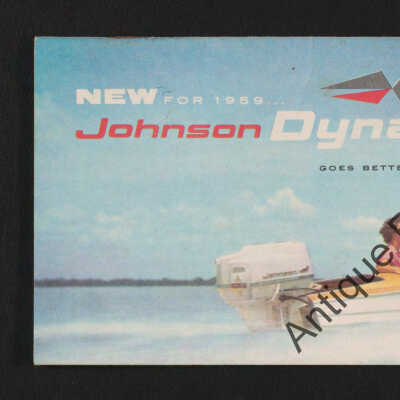 NEW FOR 1959...
Johnson Dyna
GOES BETTE
Antique